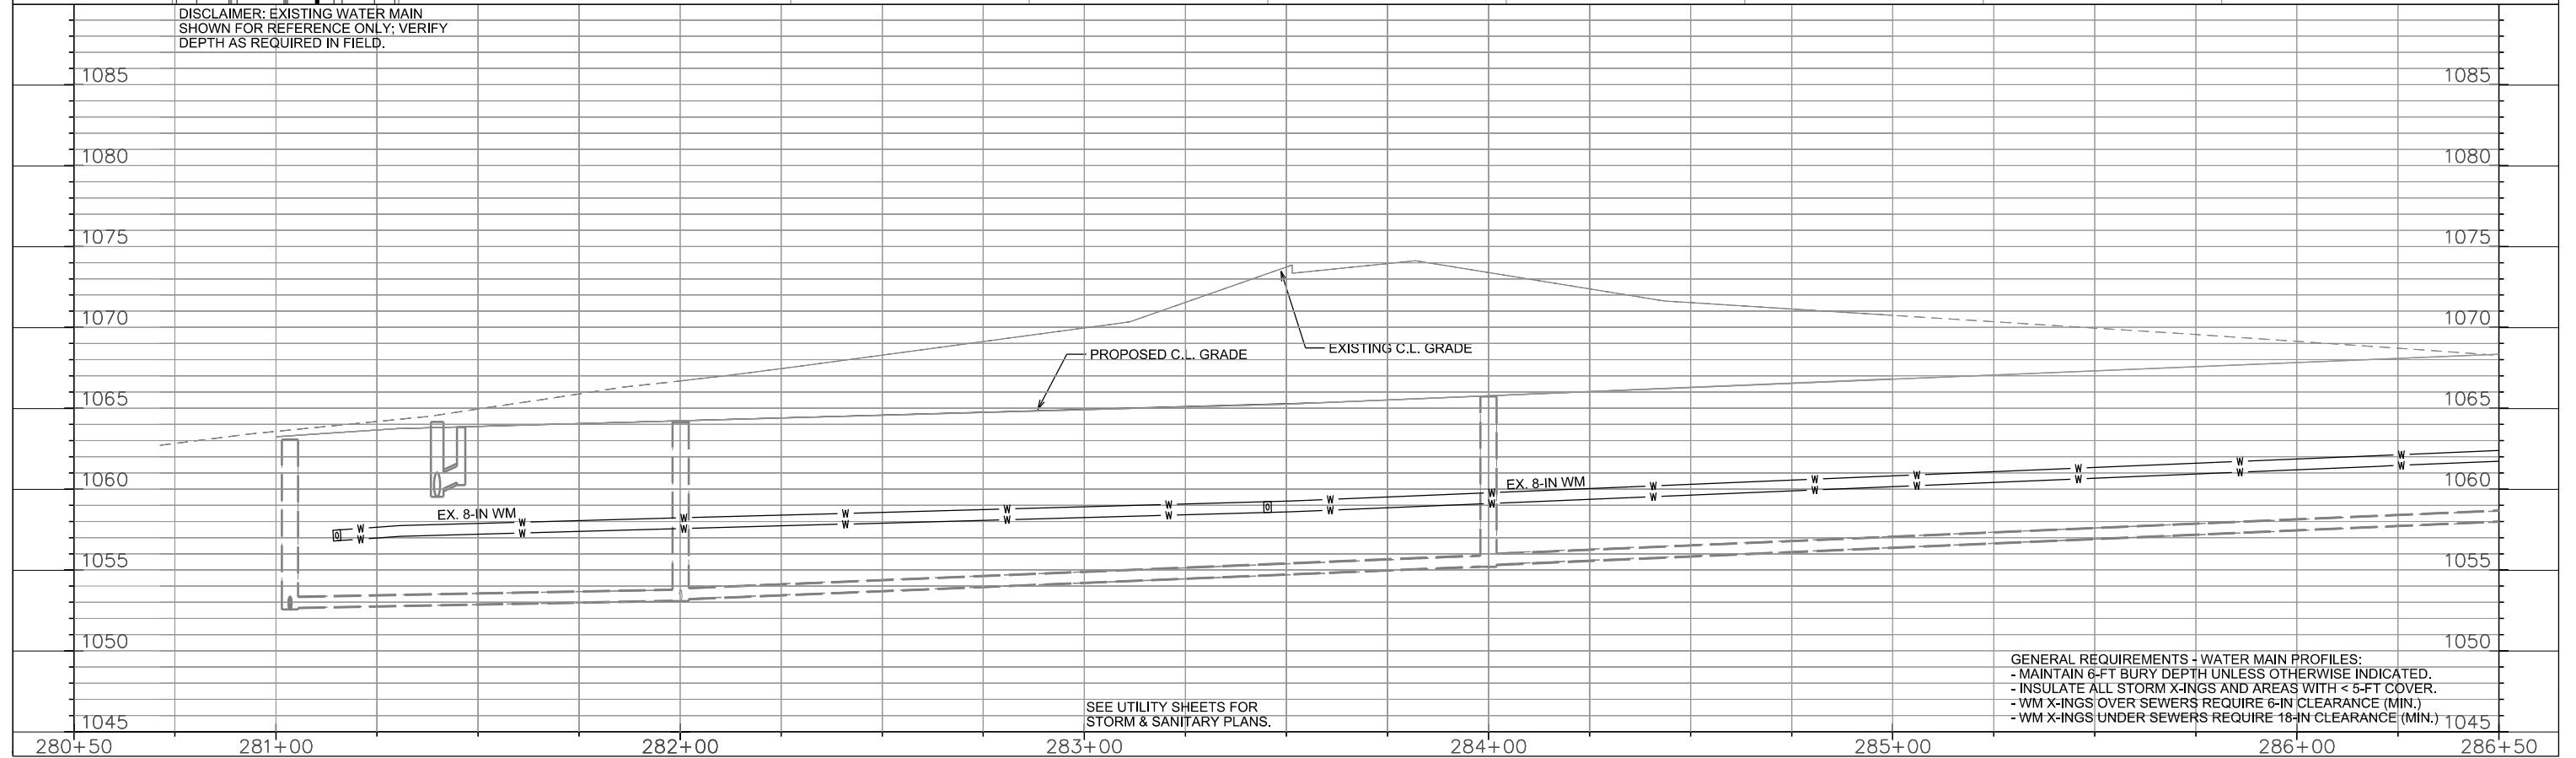 DISCLAIMER: EXISTING WATER MAIN
SHOWN FOR REFERENCE ONLY; VERIFY
DEPTH AS REQUIRED IN FIELD.
1085 1085
1080 1080
1075 1075
1070 1070
PROPOSED C.L. GRADE
EXISTING C.L. GRADE
1065 1065
1060 1060
EX. 8-IN WM
EX. 8-IN WM
W W W W W W W W W W W W W W
W W W W W W W W W W W W W W
1055 1055
1050 1050
GENERAL REQUIREMENTS - WATER MAIN PROFILES:
- MAINTAIN 6-FT BURY DEPTH UNLESS OTHERWISE INDICATED.
- INSULATE ALL STORM X-INGS AND AREAS WITH < 5-FT COVER.
- WM X-INGS OVER SEWERS REQUIRE 6-IN CLEARANCE (MIN.)
- WM X-INGS UNDER SEWERS REQUIRE 18-IN CLEARANCE (MIN.)
SEE UTILITY SHEETS FOR
STORM & SANITARY PLANS.
1045 1045
280+50 281+00 282+00 283+00 284+00 285+00 286+00 286+50